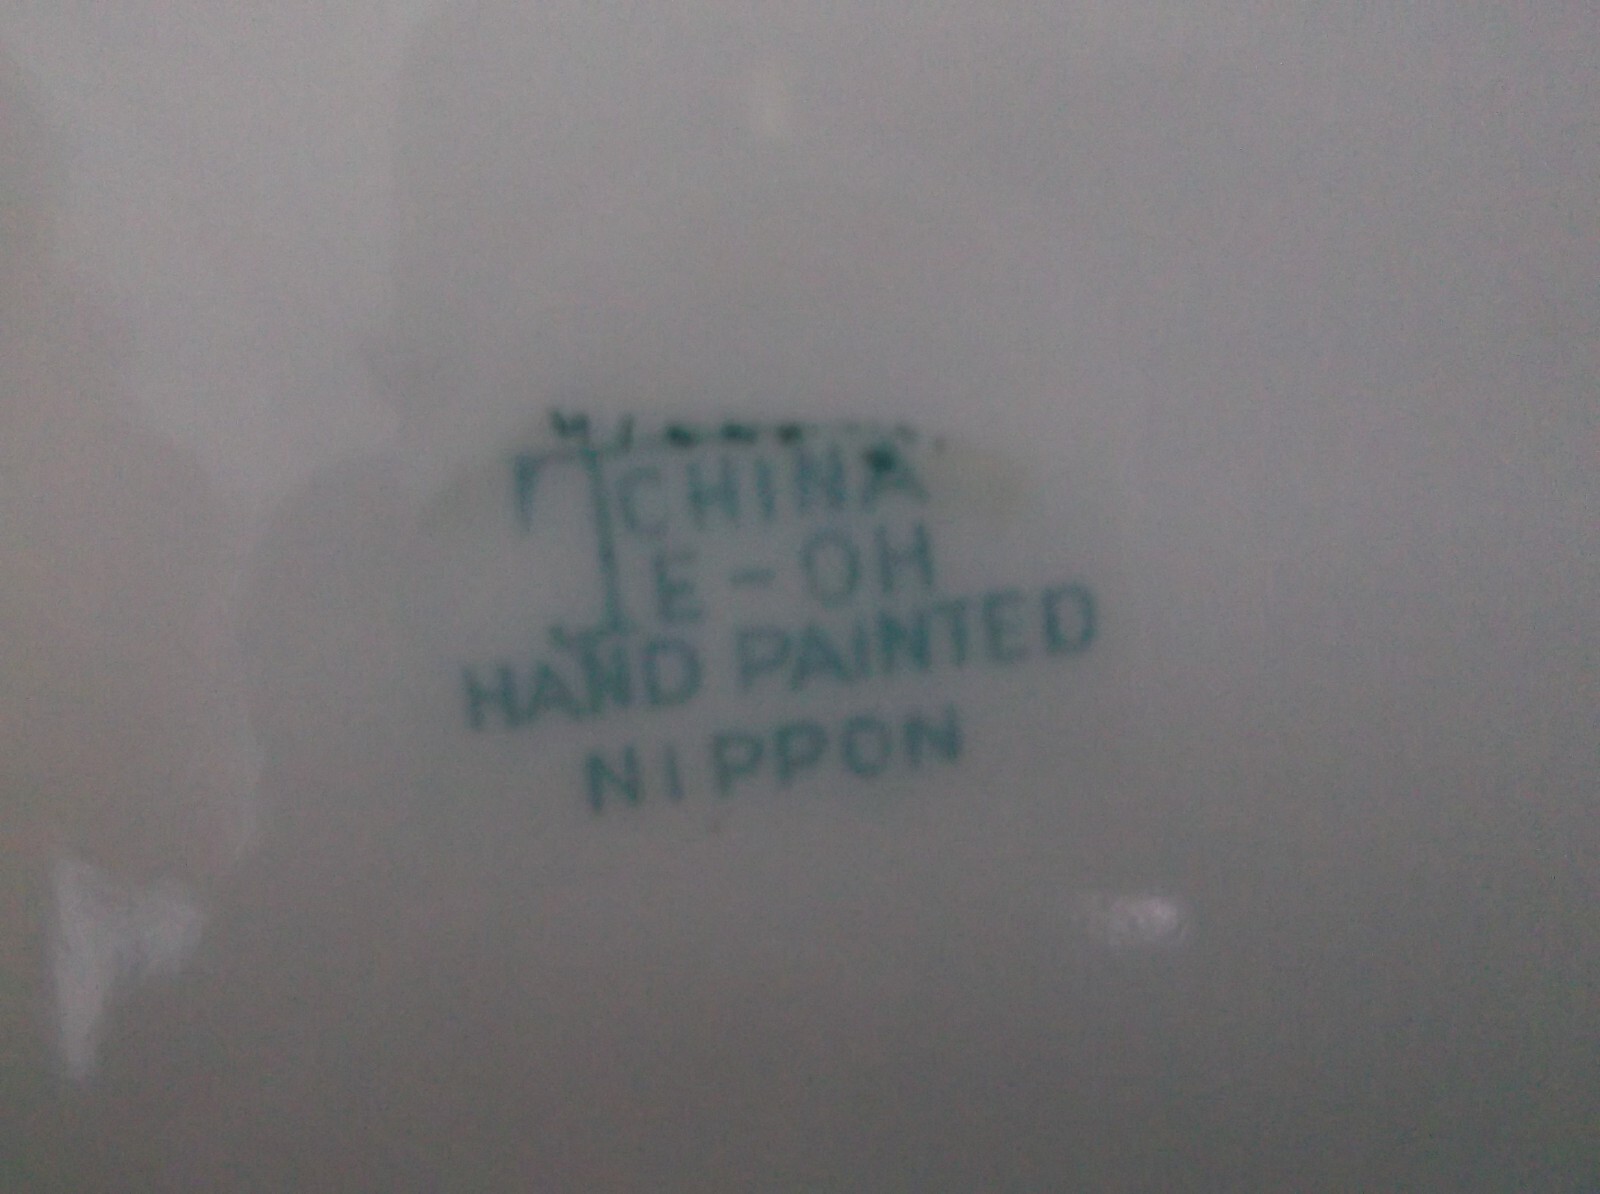 CHINA
E-OH
HAND PAINTED
NIPPON